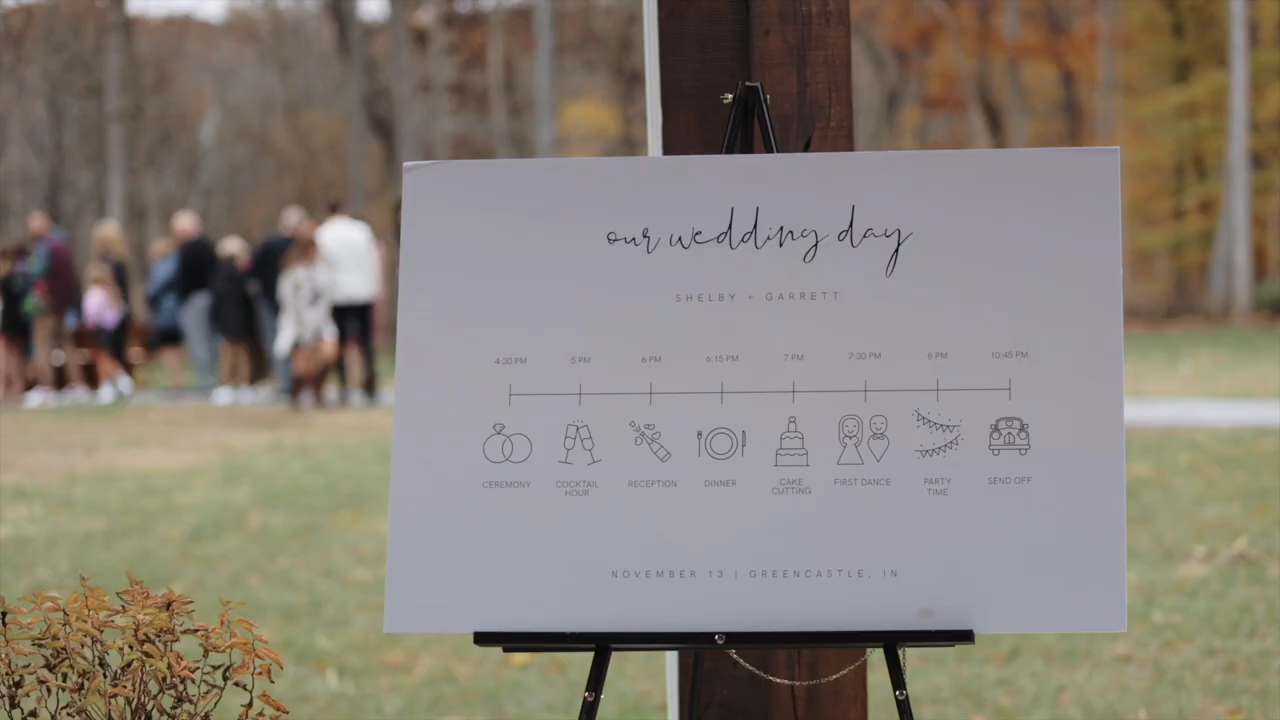 our wedding day
SHELBY + GARRETT
4:30 PM 5 PM 6 PM 6:15 PM 7 PM 7:30 PM 8 PM 10:45 PM
CEREMONY COCKTAIL HOUR RECEPTION DINNER CAKE CUTTING FIRST DANCE PARTY TIME SEND OFF
NOVEMBER 13 | GREENCASTLE, IN